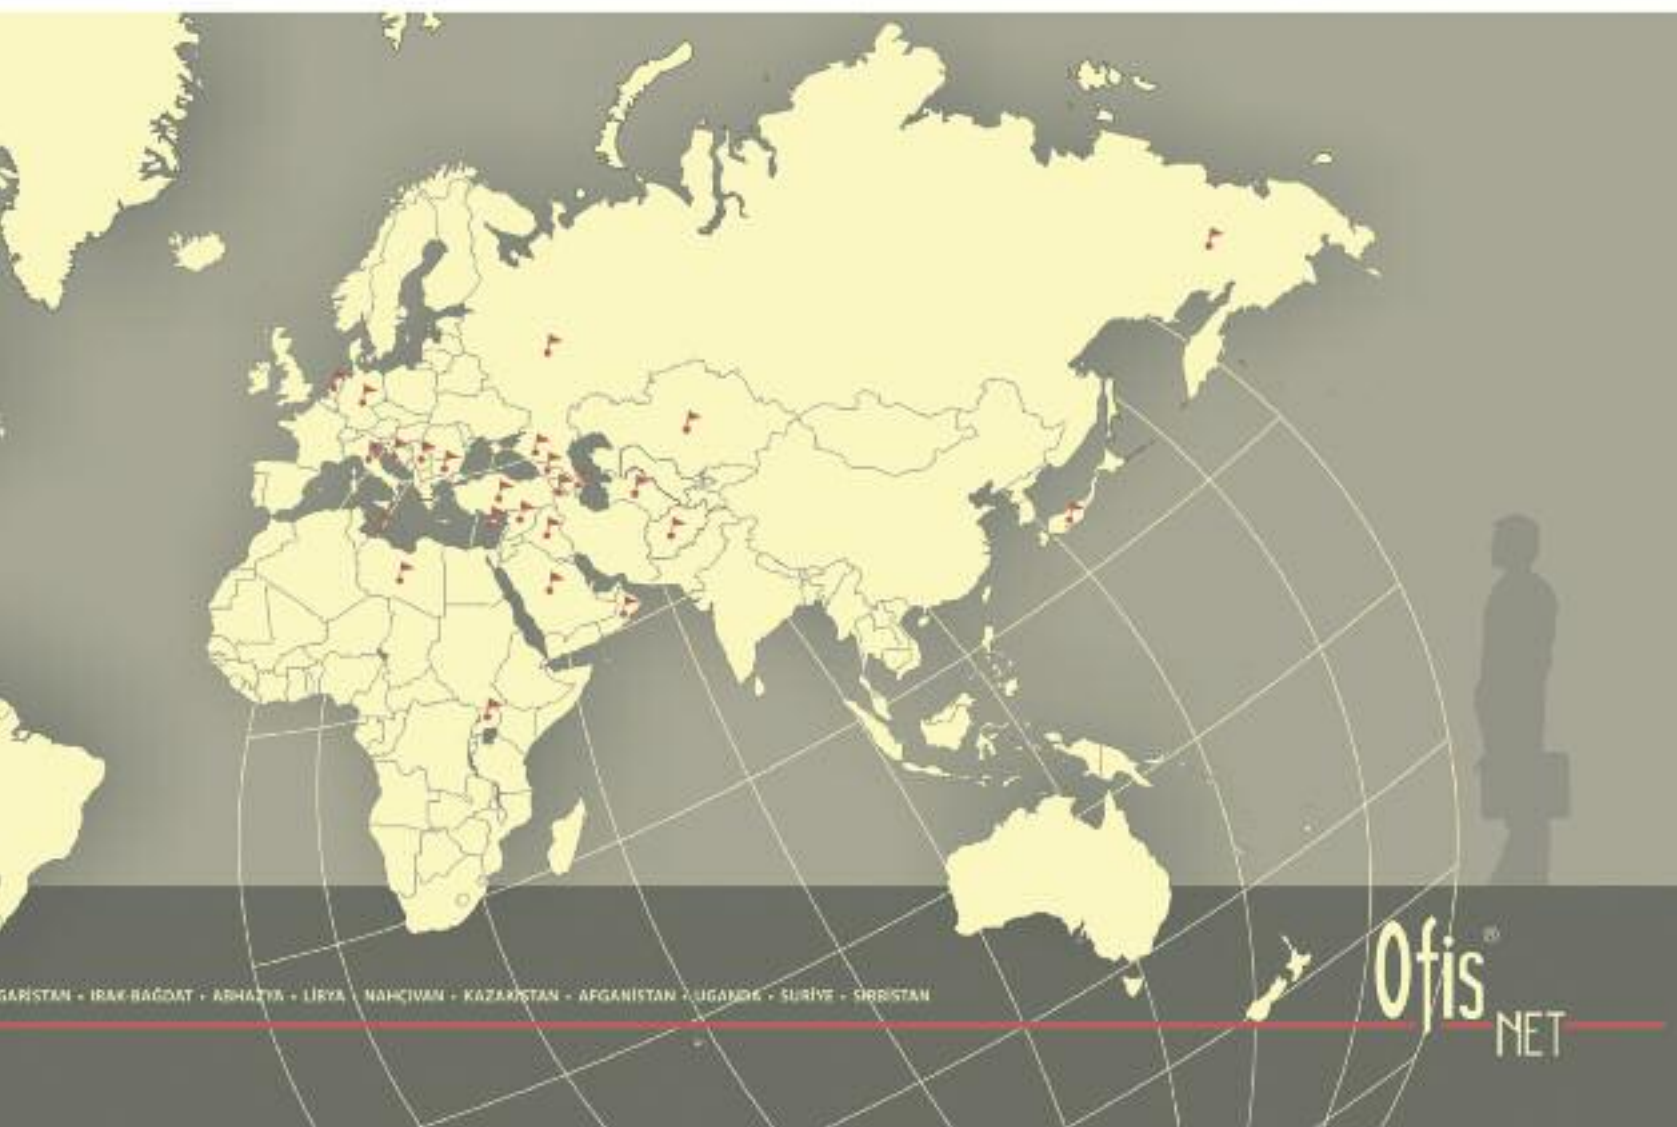 GARİSTAN • IRAK-BAĞDAT • ABHAZYA • LİBYA • NAHÇIVAN • KAZAKİSTAN • AFGANİSTAN • UGANDA • SURİYE • SIRBİSTAN
Ofis®
NET